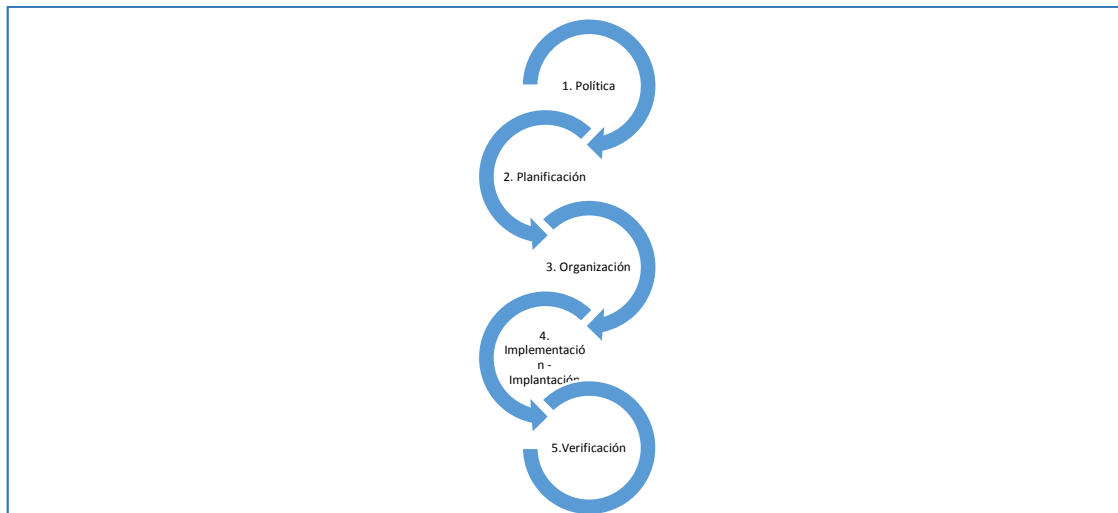 1. Política
2. Planificación
3. Organización
4.
Implementació
n -
Implantación
5.Verificación